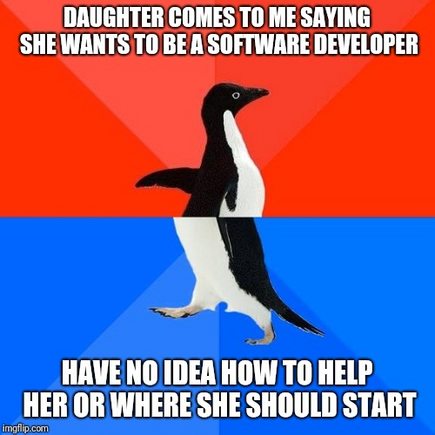 DAUGHTER COMES TO ME SAYING
SHE WANTS TO BE A SOFTWARE DEVELOPER
HAVE NO IDEA HOW TO HELP
HER OR WHERE SHE SHOULD START
imgflip.com